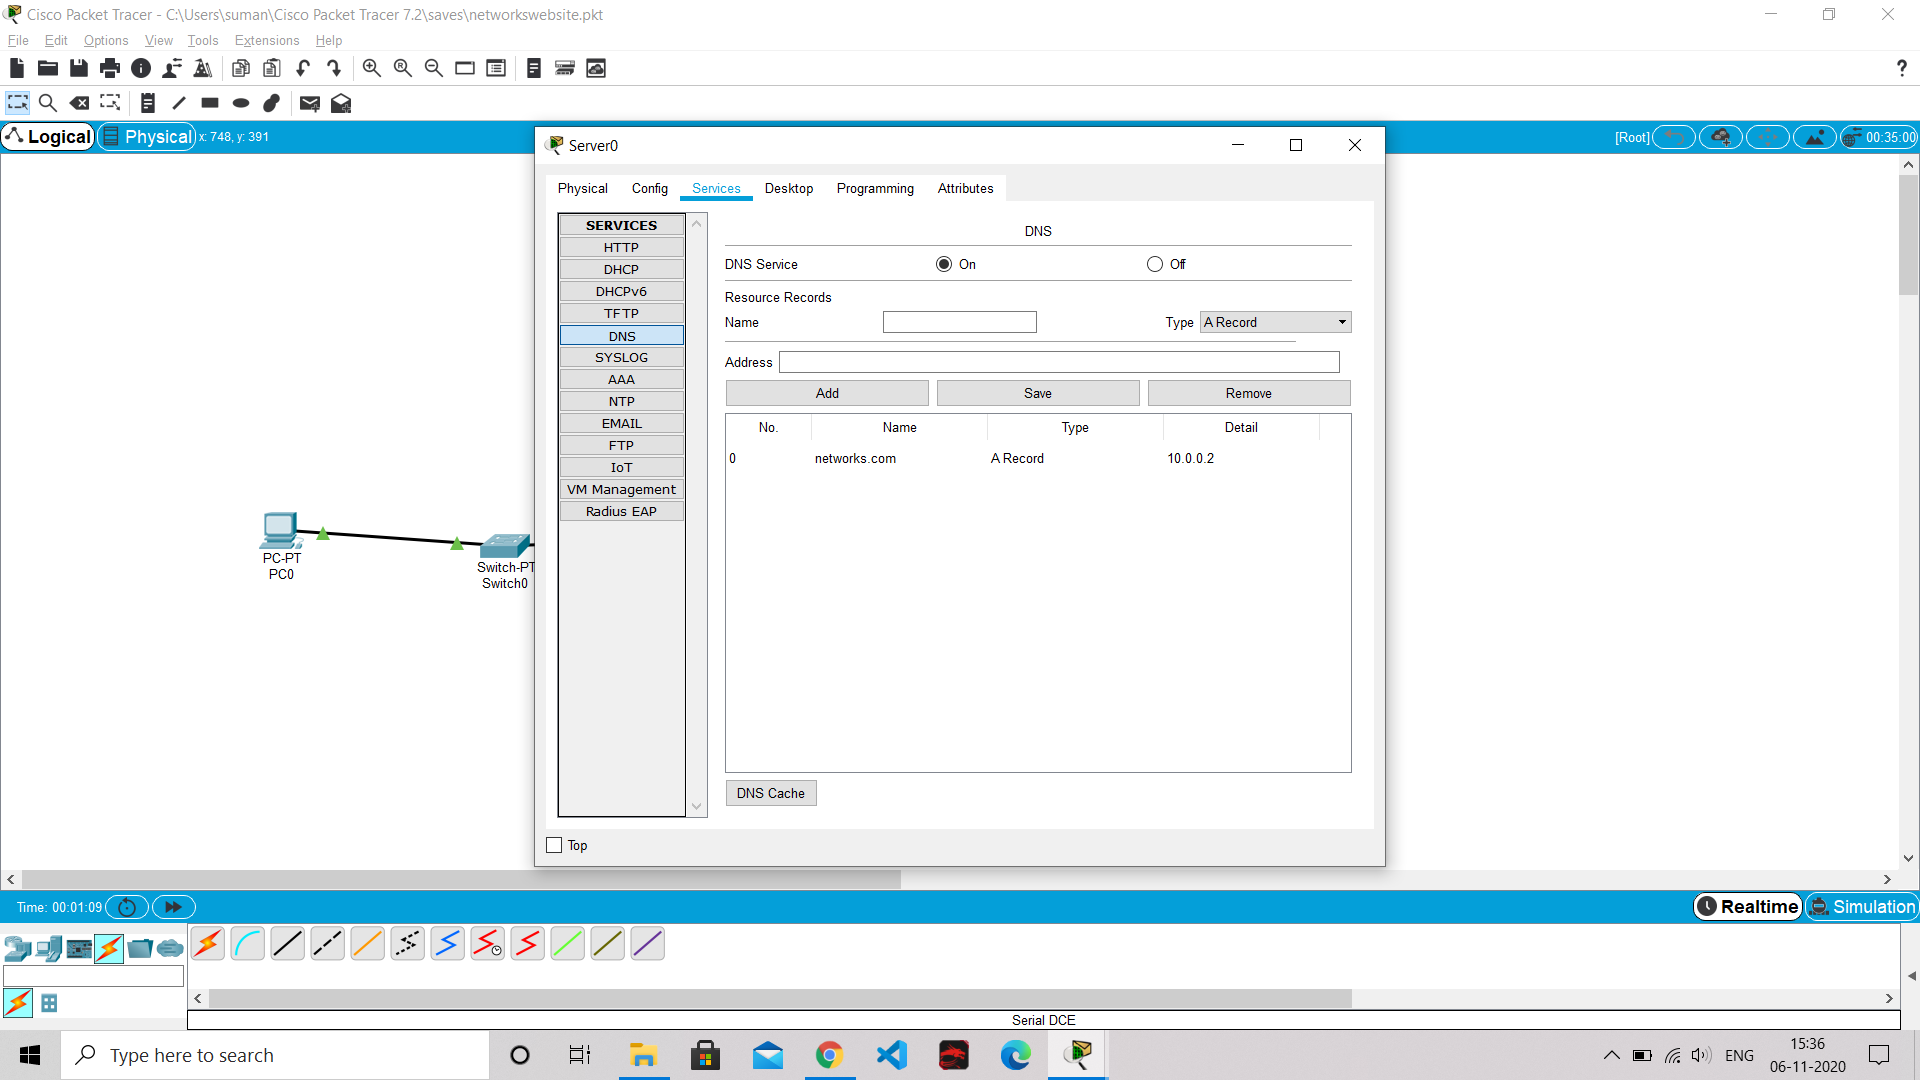 Cisco Packet Tracer - C:\Users\suman\Cisco Packet Tracer 7.2\saves\networkswebsite.pkt
File Edit Options View Tools Extensions Help
?
Logical Physical x: 748, y: 391 [Root] 00:35:00
Server0
Physical Config Services Desktop Programming Attributes
SERVICES
HTTP
DHCP
DHCPv6
TFTP
DNS
SYSLOG
AAA
NTP
EMAIL
FTP
IoT
VM Management
Radius EAP
DNS
DNS Service On Off
Resource Records
Name Type A Record
Address
Add Save Remove
No. Name Type Detail
0 networks.com A Record 10.0.0.2
DNS Cache
Top
PC-PT
PC0
Switch-PT
Switch0
Time: 00:01:09 Realtime Simulation
Serial DCE
Type here to search
ENG
15:36
06-11-2020